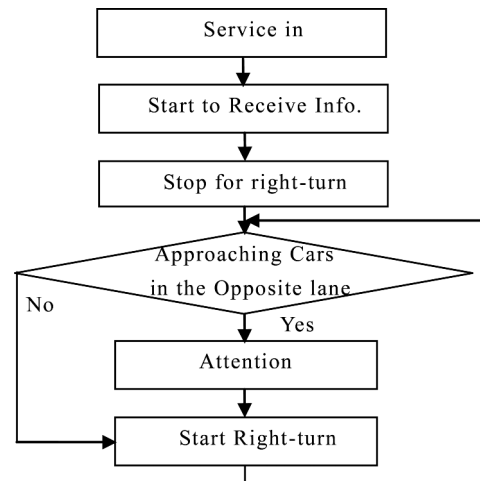 Service in
Start to Receive Info.
Stop for right-turn
Approaching Cars
in the Opposite lane
No
Yes
Attention
Start Right-turn